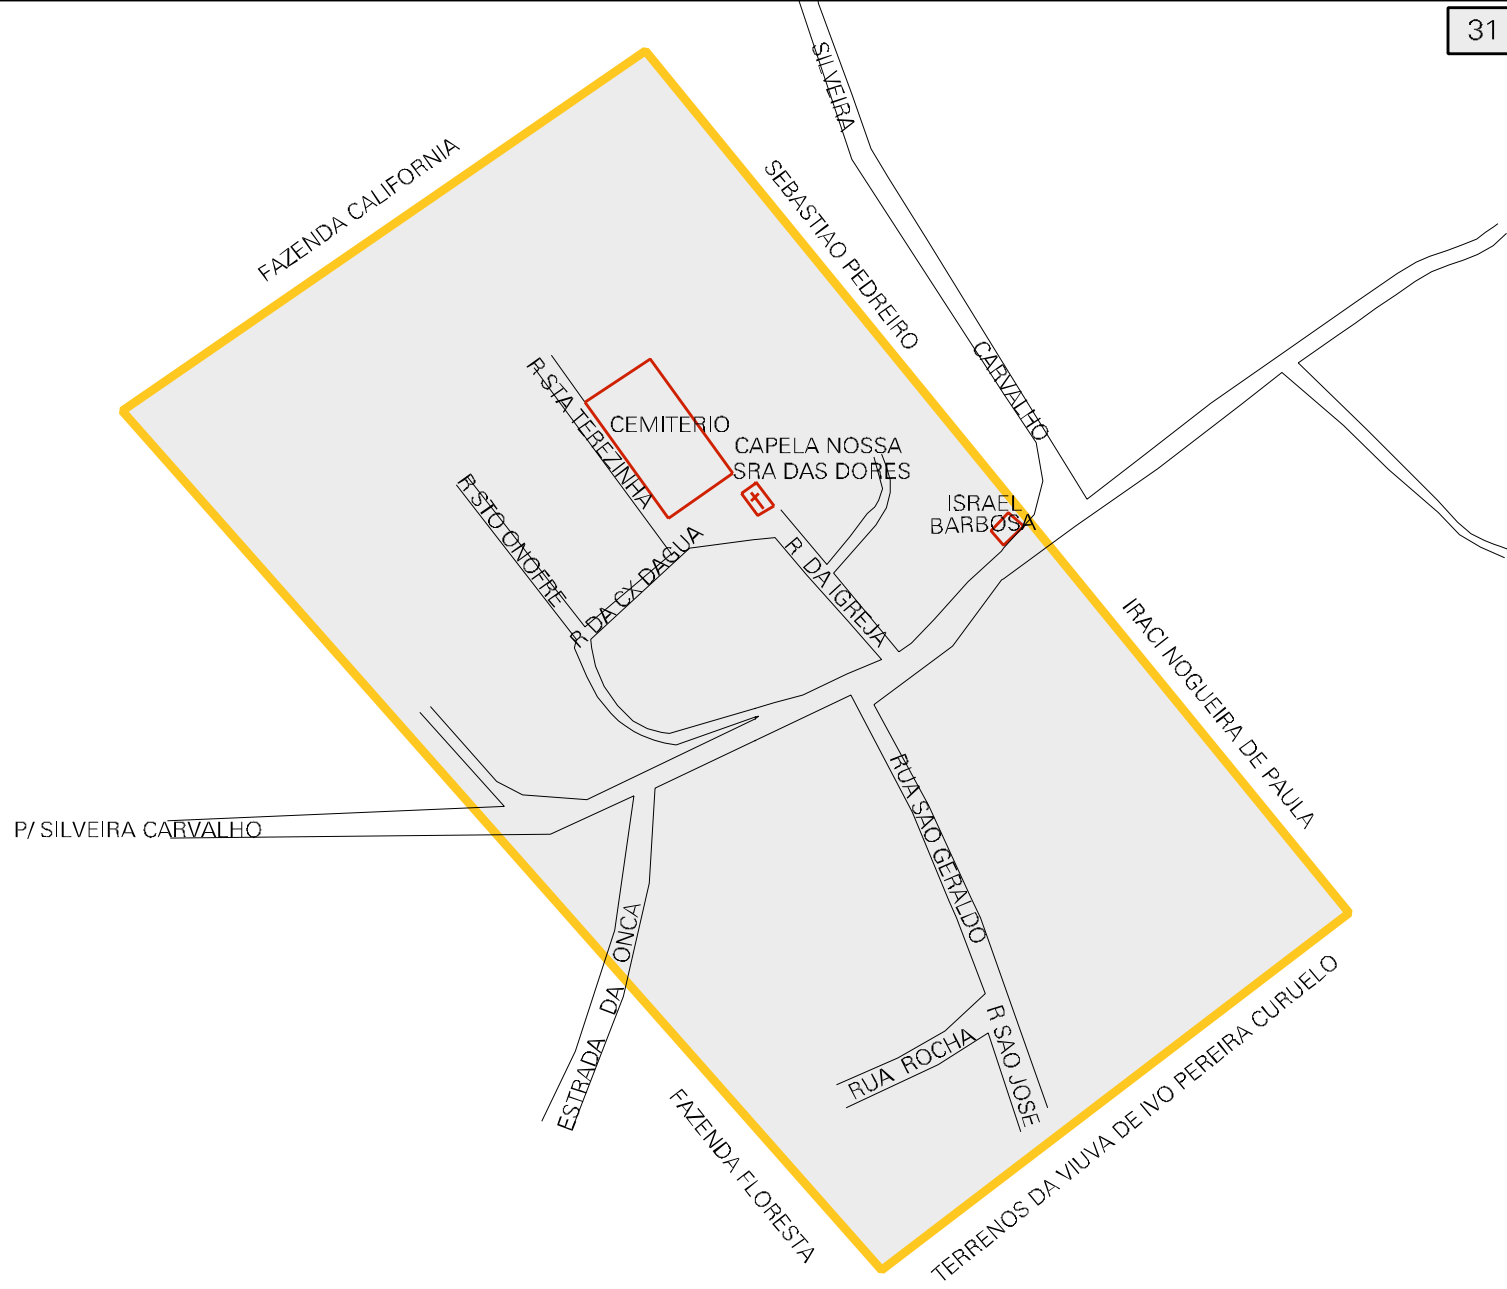 31
SILVEIRA
CARVALHO
FAZENDA CALIFORNIA
SEBASTIAO PEDREIRO
R STA TEREZINHA
CEMITERIO
CAPELA NOSSA
SRA DAS DORES
R STO ONOFRE
ISRAEL
BARBOSA
R DA CX DAGUA
R DA IGREJA
IRACI NOGUEIRA DE PAULA
P/ SILVEIRA CARVALHO
RUA SAO GERALDO
ESTRADA DA ONCA
RUA ROCHA
R SAO JOSE
FAZENDA FLORESTA
TERRENOS DA VIUVA DE IVO PEREIRA CURUELO